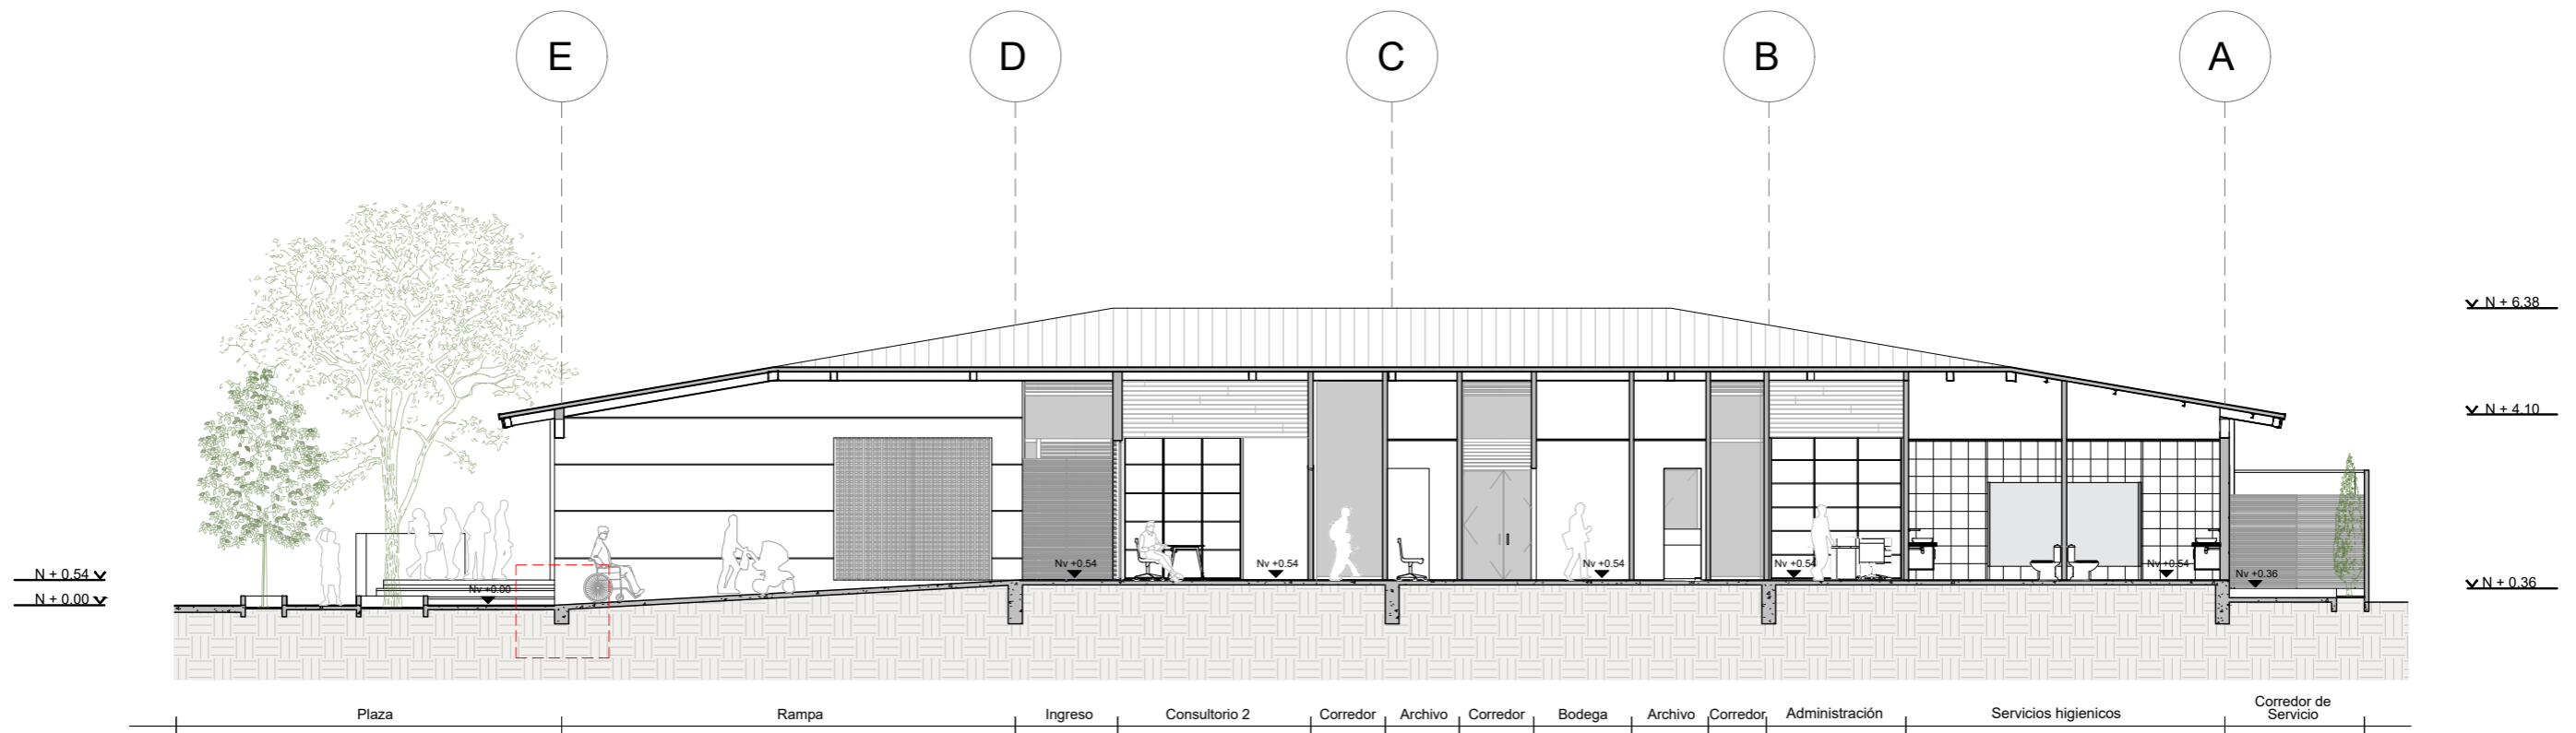 E
D
C
B
A
N + 6.38
N + 4.10
N + 0.54
N + 0.00
N + 0.36
Nv +0.00
Nv +0.54
Nv +0.54
Nv +0.54
Nv +0.54
Nv +0.54
Nv +0.36
Plaza
Rampa
Ingreso
Consultorio 2
Corredor
Archivo
Corredor
Bodega
Archivo
Corredor
Administración
Servicios higienicos
Corredor de
Servicio